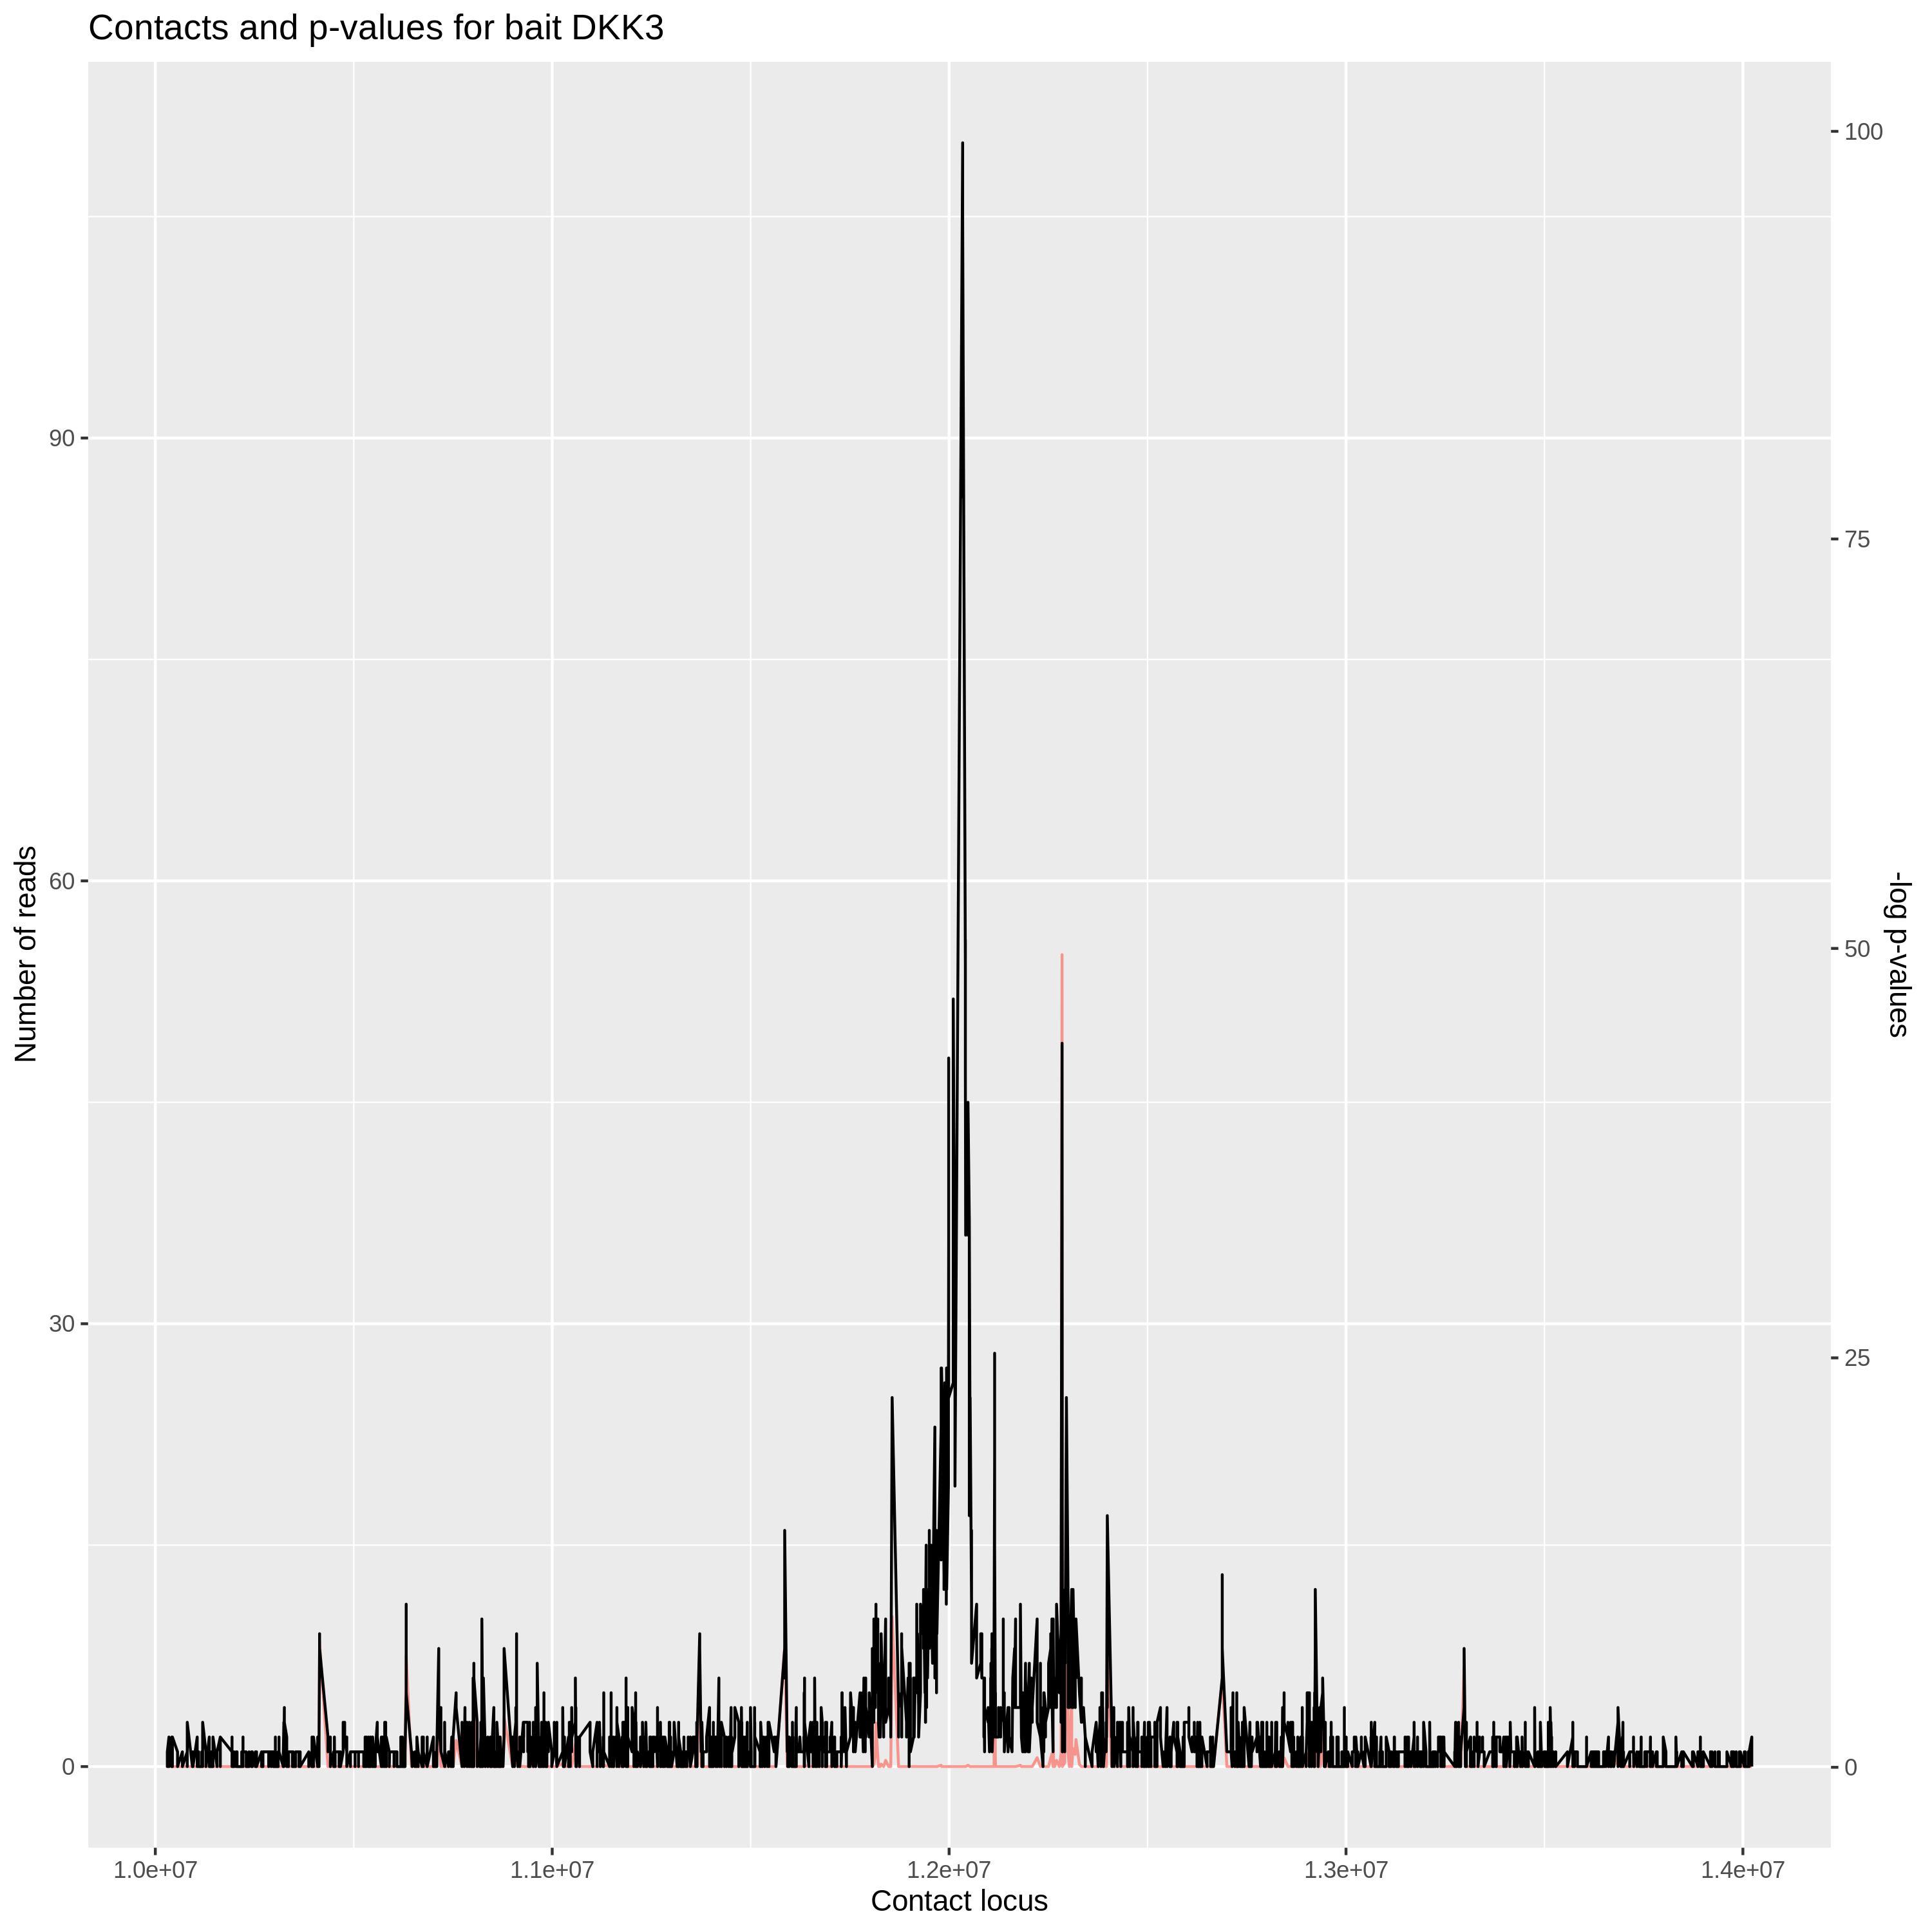 Contacts and p-values for bait DKK3
100
90
75
60
50
30
25
0
0
Number of reads
-log p-values
1.0e+07
1.1e+07
1.2e+07
1.3e+07
1.4e+07
Contact locus